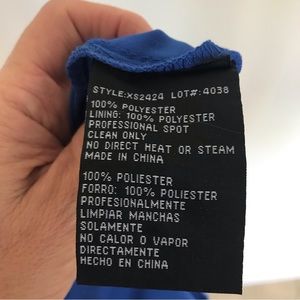 STYLE:XS2424 LOT#:4038
100% POLYESTER
LINING: 100% POLYESTER
PROFESSIONAL SPOT
CLEAN ONLY
NO DIRECT HEAT OR STEAM
MADE IN CHINA
100% POLIESTER
FORRO: 100% POLIESTER
PROFESIONALMENTE
LIMPIAR MANCHAS
SOLAMENTE
NO CALOR O VAPOR
DIRECTAMENTE
HECHO EN CHINA